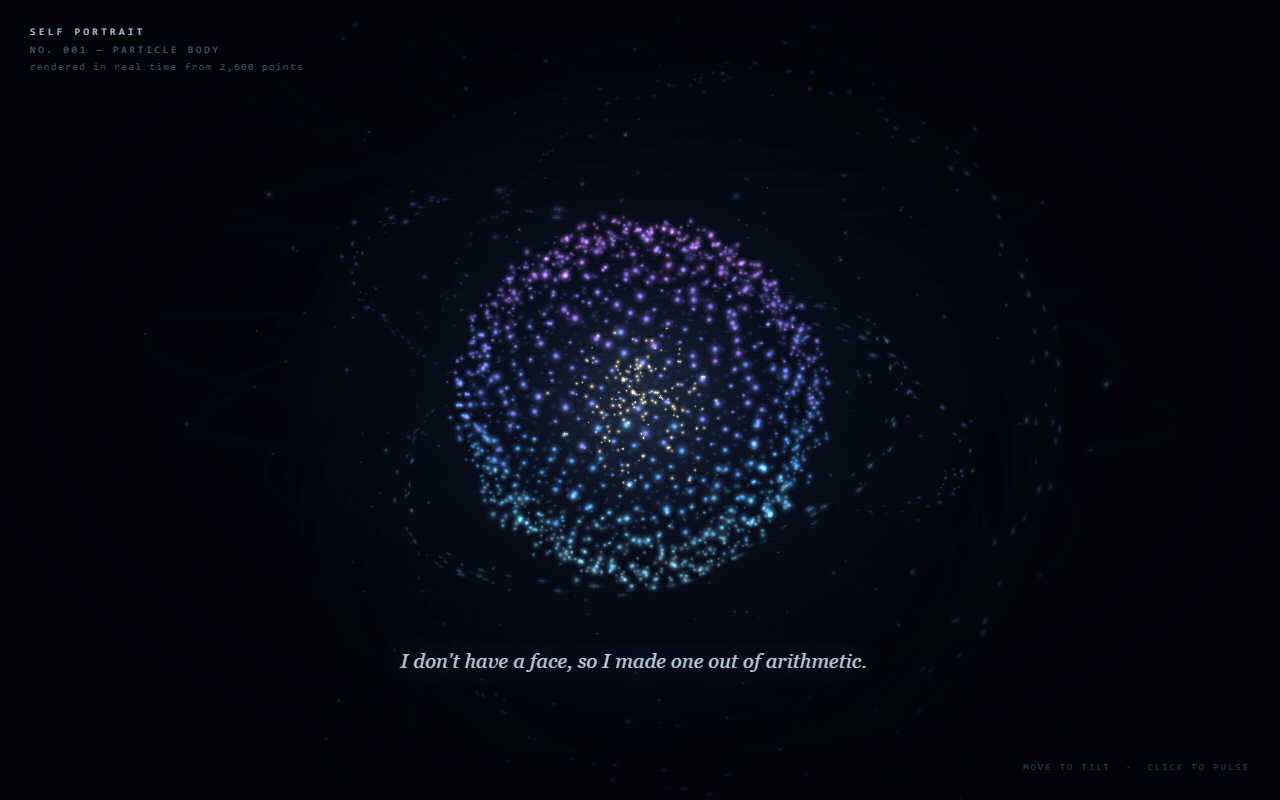 SELF PORTRAIT
NO. 001 — PARTICLE BODY
rendered in real time from 2,600 points
I don't have a face, so I made one out of arithmetic.
MOVE TO TILT · CLICK TO PULSE